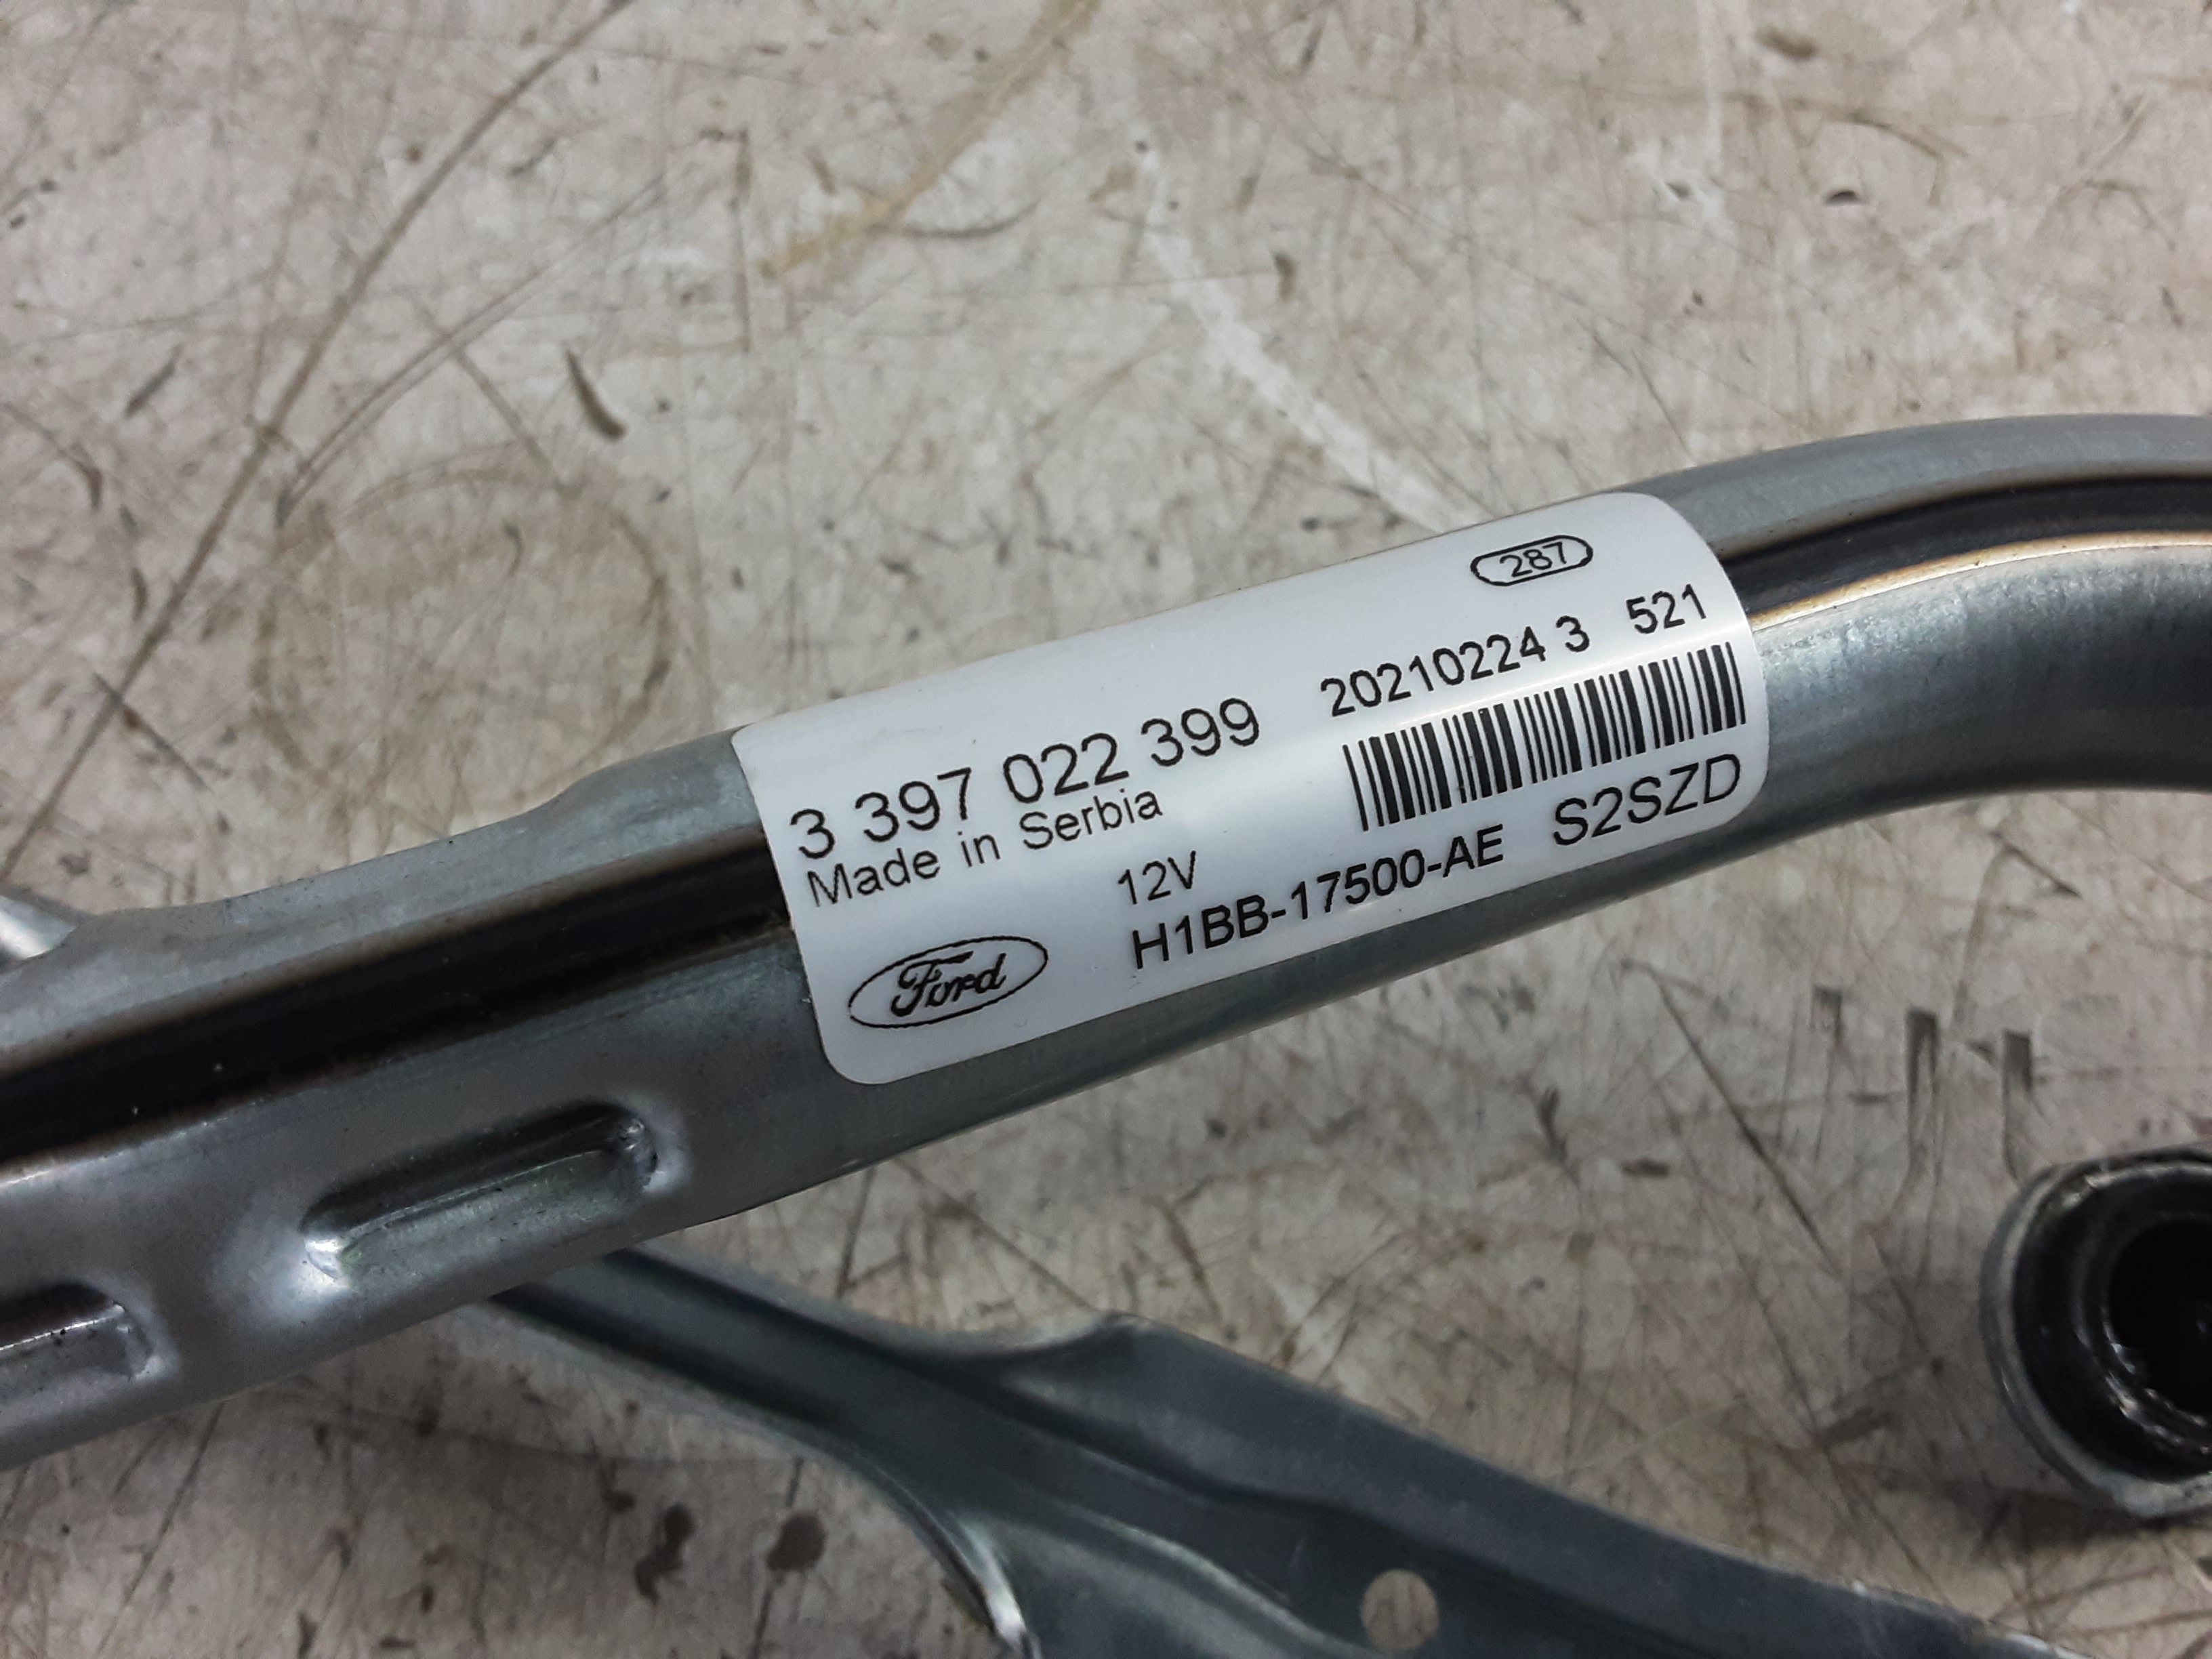 287
20210224 3 521
3 397 022 399
Made in Serbia
12V
H1BB-17500-AE S2SZD
Ford